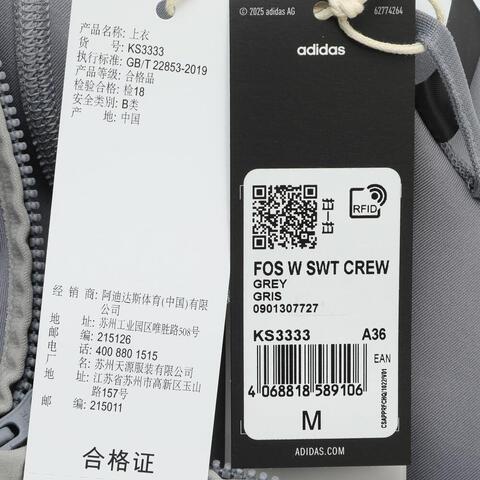 产品名称: 上衣
货 号: KS3333
执行标准: GB/T 22853-2019
产品等级: 合格品
检验合格: 检18
安全类别: B类
产 地: 中国
经 销 商: 阿迪达斯体育(中国)有限
公司
地 址: 苏州工业园区唯胜路508号
邮 编: 215126
电 话: 400 880 1515
厂 名: 苏州天源服装有限公司
地 址: 江苏省苏州市高新区玉山
路157号
邮 编: 215011
合格证
© 2025 adidas AG
62774264
adidas
RFID
FOS W SWT CREW
GREY
GRIS
0901307727
KS3333 A36
EAN
4 068818 589106
M
ADIDAS.COM